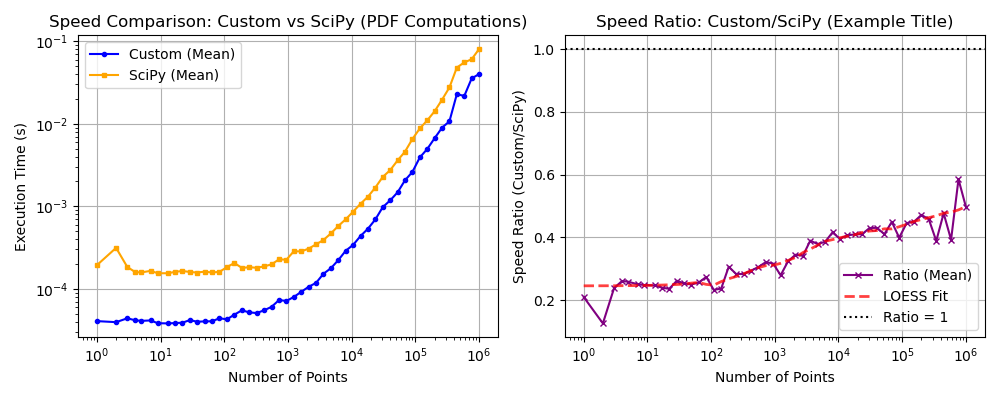 Speed Comparison: Custom vs SciPy (PDF Computations)
Custom (Mean)
SciPy (Mean)
Execution Time (s)
10⁻¹
10⁻²
10⁻³
10⁻⁴
10⁰ 10¹ 10² 10³ 10⁴ 10⁵ 10⁶
Number of Points
Speed Ratio: Custom/SciPy (Example Title)
Speed Ratio (Custom/SciPy)
1.0
0.8
0.6
0.4
0.2
Ratio (Mean)
LOESS Fit
Ratio = 1
10⁰ 10¹ 10² 10³ 10⁴ 10⁵ 10⁶
Number of Points